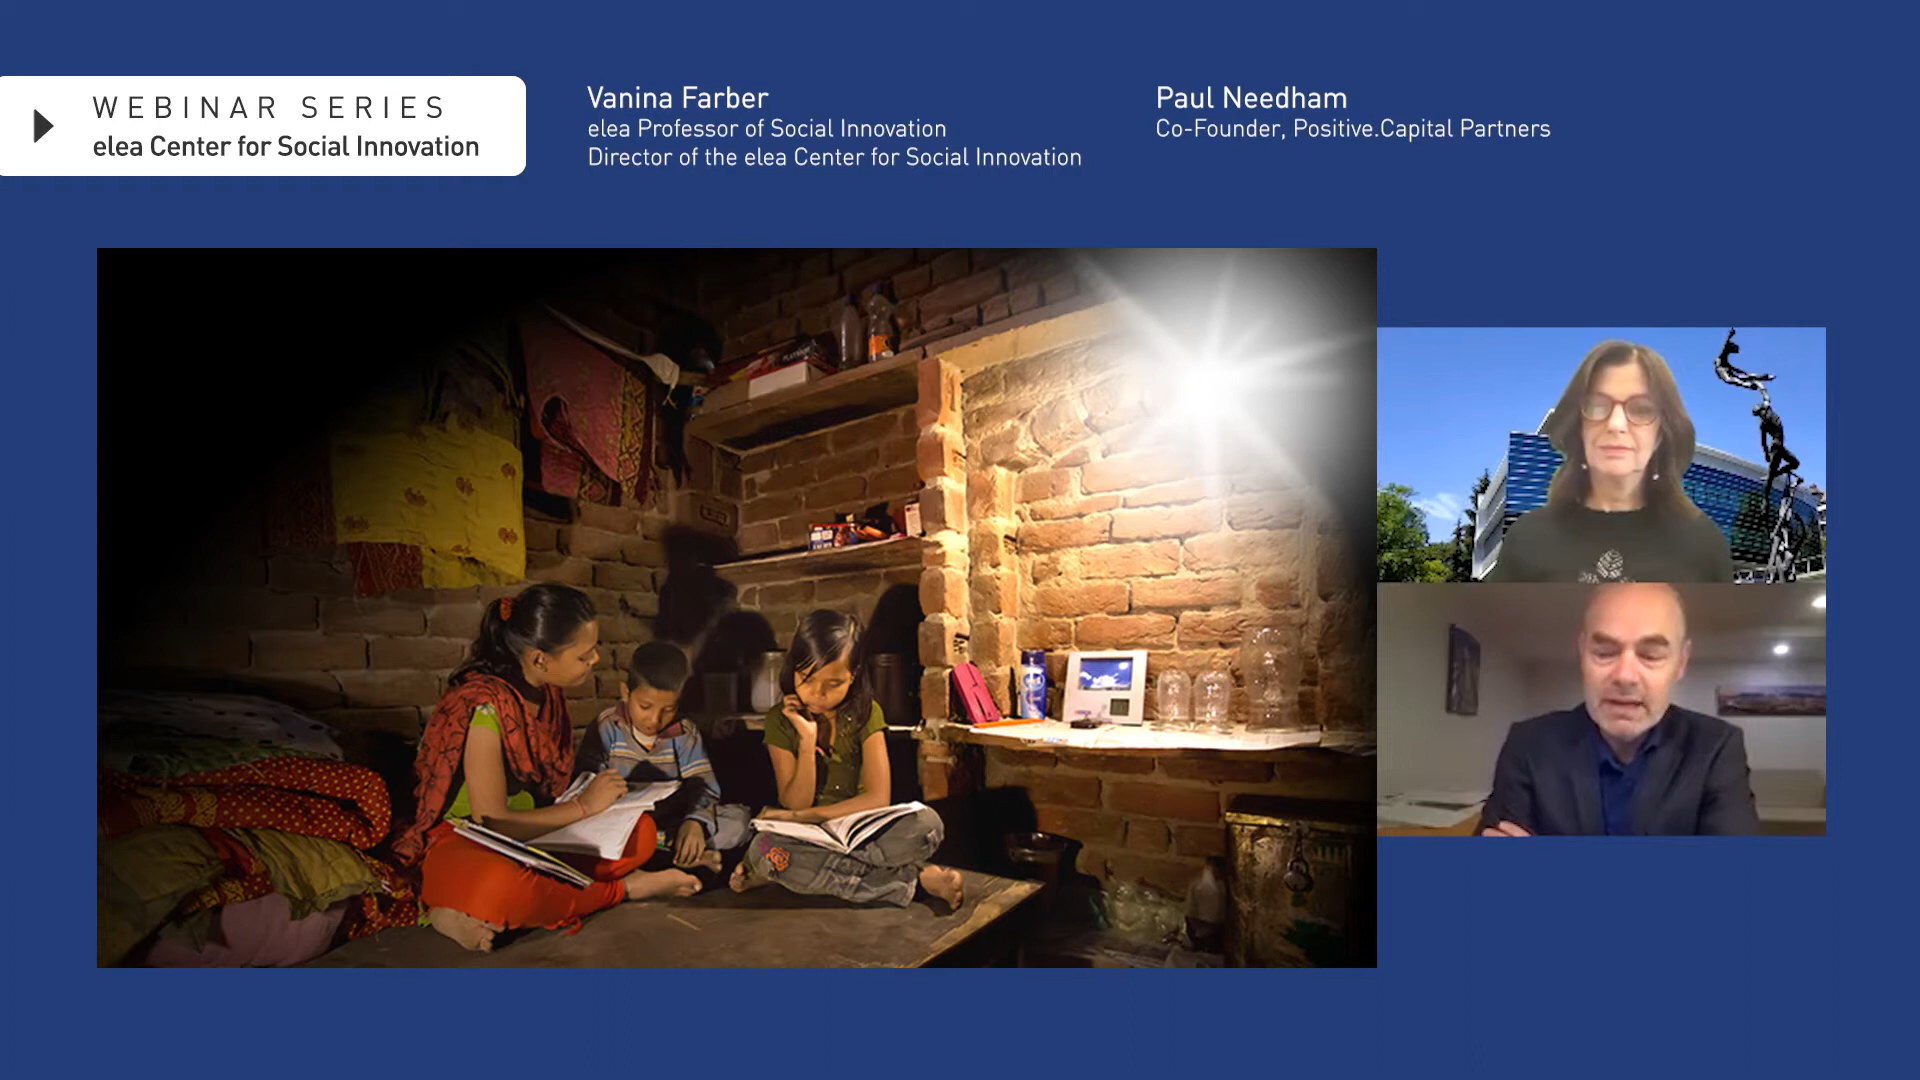 WEBINAR SERIES
elea Center for Social Innovation
Vanina Farber
elea Professor of Social Innovation
Director of the elea Center for Social Innovation
Paul Needham
Co-Founder, Positive.Capital Partners